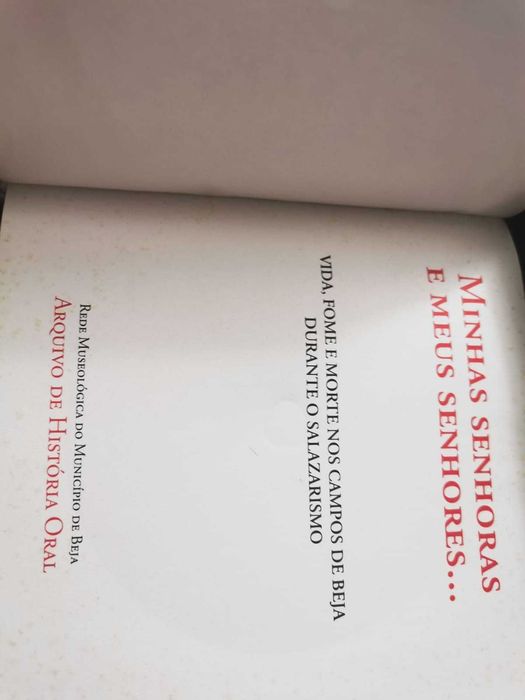 MINHAS SENHORAS
E MEUS SENHORES...
VIDA, FOME E MORTE NOS CAMPOS DE BEJA
DURANTE O SALAZARISMO
REDE MUSEOLÓGICA DO MUNICÍPIO DE BEJA
ARQUIVO DE HISTÓRIA ORAL